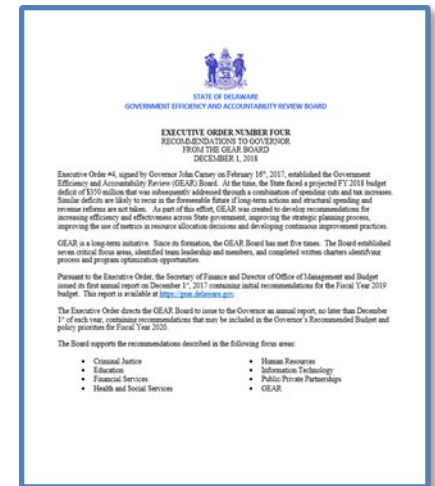 STATE OF DELAWARE
GOVERNMENT EFFICIENCY AND ACCOUNTABILITY REVIEW BOARD
EXECUTIVE ORDER NUMBER FOUR
RECOMMENDATIONS TO GOVERNOR
FROM THE GEAR BOARD
DECEMBER 1, 2018
Executive Order #4, signed by Governor John Carney on February 16th, 2017, established the Government
Efficiency and Accountability Review (GEAR) Board. At the time, the State faced a projected FY 2018 budget
deficit of $350 million that was subsequently addressed through a combination of spending cuts and tax increases.
Similar deficits are likely to recur in the foreseeable future if long-term actions and structural spending and
revenue reforms are not taken. As part of this effort, GEAR was created to develop recommendations for
increasing efficiency and effectiveness across State government, improving the strategic planning process,
improving the use of metrics in resource allocation decisions and developing continuous improvement practices.
GEAR is a long-term initiative. Since its formation, the GEAR Board has met five times. The Board established
seven critical focus areas, identified team leadership and members, and completed written charters identifying
process and program optimization opportunities.
Pursuant to the Executive Order, the Secretary of Finance and Director of Office of Management and Budget
issued its first annual report on December 1st, 2017 containing initial recommendations for the Fiscal Year 2019
budget. This report is available at https://gear.delaware.gov.
The Executive Order directs the GEAR Board to issue to the Governor an annual report, no later than December
1st of each year, containing recommendations that may be included in the Governor's Recommended Budget and
policy priorities for Fiscal Year 2020.
The Board supports the recommendations described in the following focus areas:
• Criminal Justice
• Education
• Financial Services
• Health and Social Services
• Human Resources
• Information Technology
• Public/Private Partnerships
• GEAR